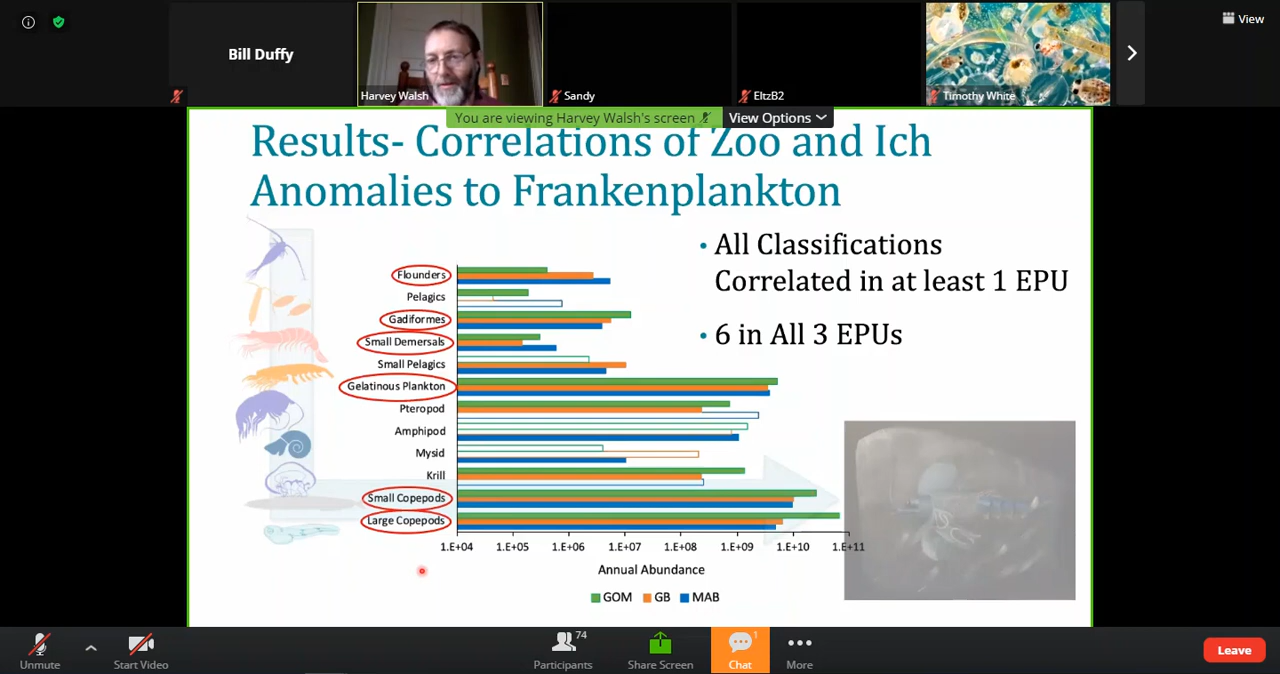 View
Bill Duffy
Harvey Walsh
Sandy
EltzB2
Timothy White
You are viewing Harvey Walsh's screen
View Options
Results- Correlations of Zoo and Ich
Anomalies to Frankenplankton
• All Classifications
Correlated in at least 1 EPU
• 6 in All 3 EPUs
Flounders
Pelagics
Gadiformes
Small Demersals
Small Pelagics
Gelatinous Plankton
Pteropod
Amphipod
Mysid
Krill
Small Copepods
Large Copepods
1.E+04 1.E+05 1.E+06 1.E+07 1.E+08 1.E+09 1.E+10 1.E+11
Annual Abundance
GOM GB MAB
Unmute
Start Video
Participants 74
Share Screen
Chat 1
More
Leave